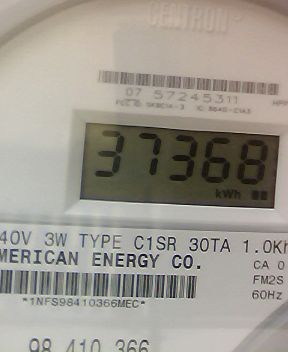 CENTRON
07 57245311
37368
kWh
40V 3W TYPE C1SR 30TA 1.0Kh
MERICAN ENERGY CO.
CA 0
FM2S
60Hz
*1NFS98410366MEC*
98 410 366